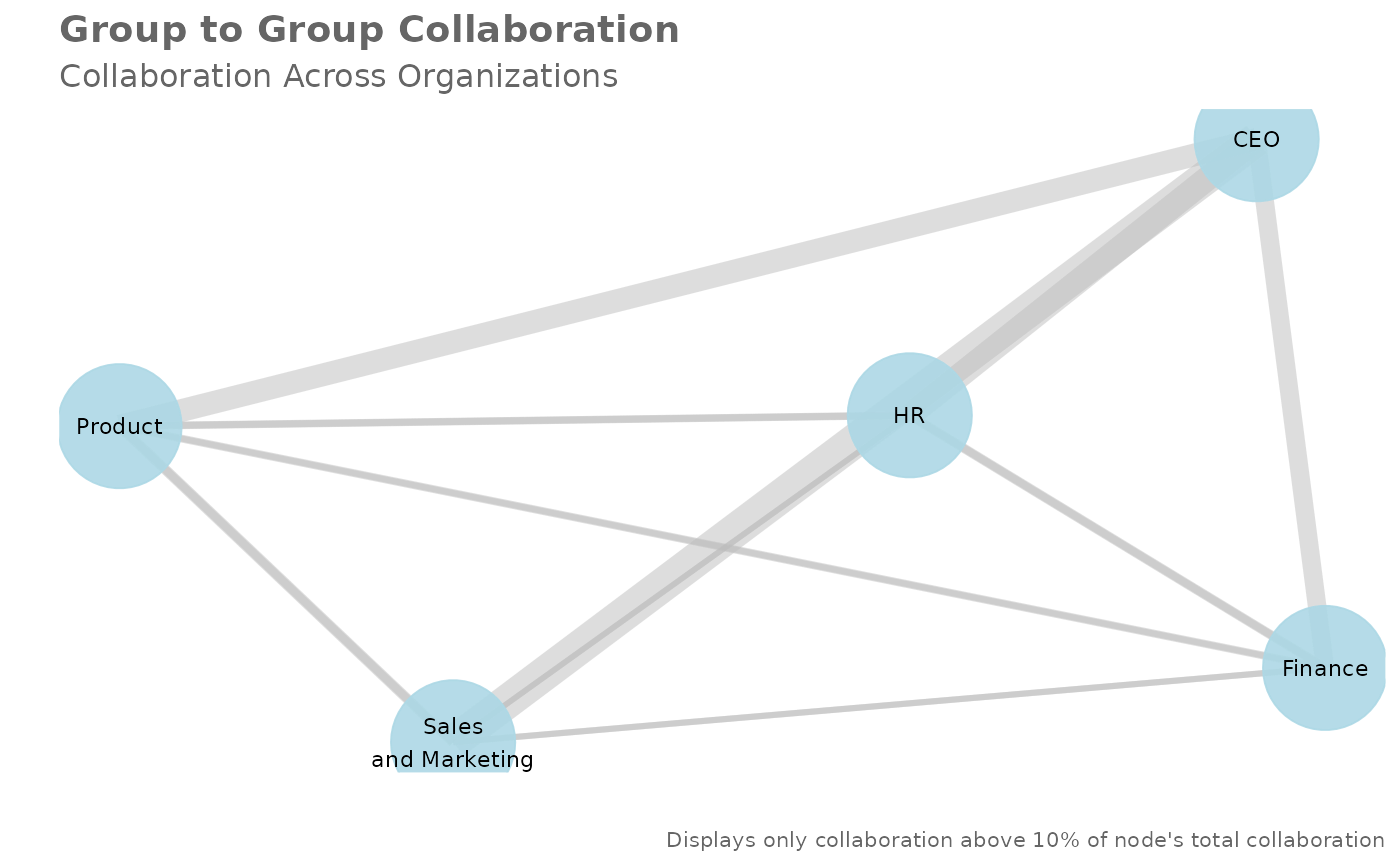 Group to Group Collaboration
Collaboration Across Organizations
CEO
HR
Product
Finance
Sales
and Marketing
Displays only collaboration above 10% of node's total collaboration